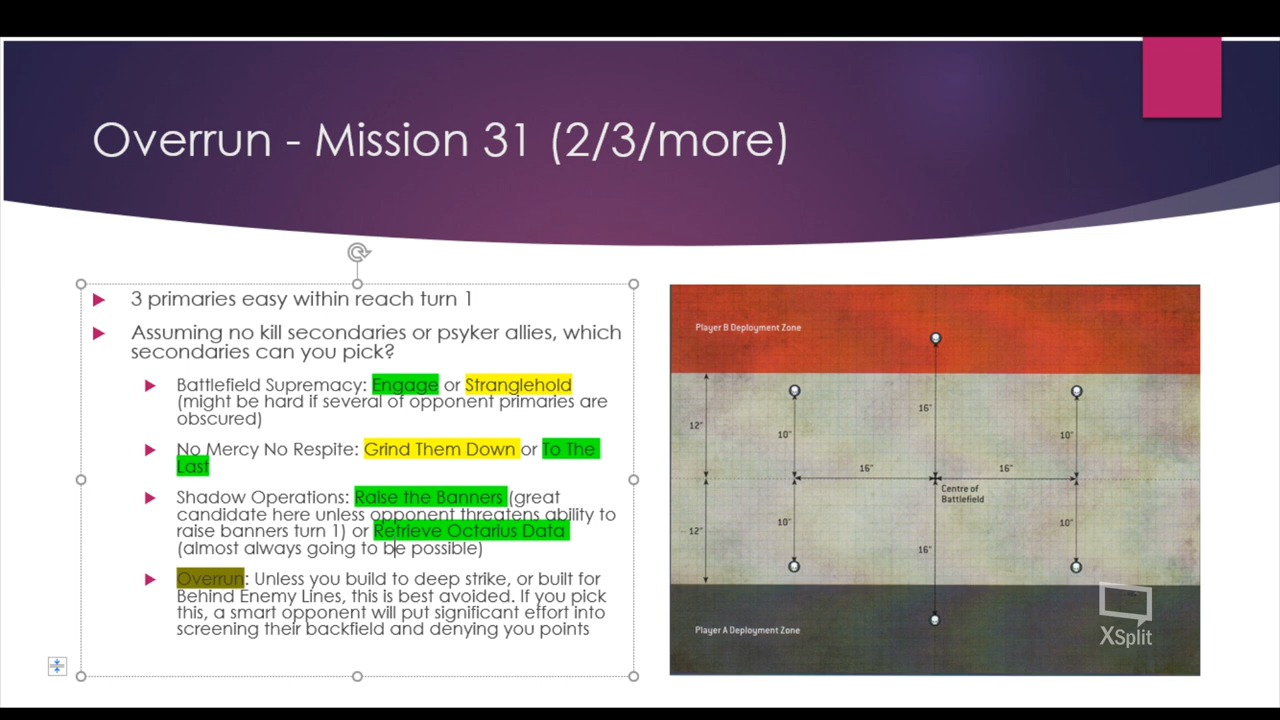 Overrun - Mission 31 (2/3/more)
3 primaries easy within reach turn 1
Assuming no kill secondaries or psyker allies, which
secondaries can you pick?
Battlefield Supremacy: Engage or Stranglehold
(might be hard if several of opponent primaries are
obscured)
No Mercy No Respite: Grind Them Down or To The
Last
Shadow Operations: Raise the Banners (great
candidate here unless opponent threatens ability to
raise banners turn 1) or Retrieve Octarius Data
(almost always going to be possible)
Overrun: Unless you build to deep strike, or built for
Behind Enemy Lines, this is best avoided. If you pick
this, a smart opponent will put significant effort into
screening their backfield and denying you points
Player B Deployment Zone
16"
12"
10"
10"
16"
16"
Centre of
Battlefield
12"
10"
10"
16"
Player A Deployment Zone
XSplit